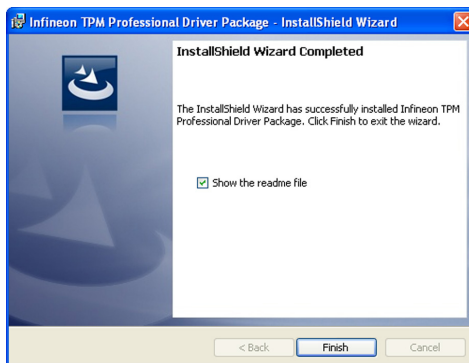 Infineon TPM Professional Driver Package - InstallShield Wizard
InstallShield Wizard Completed
The InstallShield Wizard has successfully installed Infineon TPM
Professional Driver Package. Click Finish to exit the wizard.
Show the readme file
< Back
Finish
Cancel